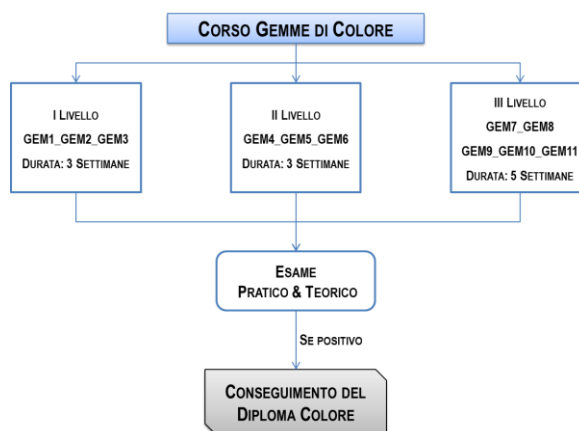 CORSO GEMME DI COLORE
I LIVELLO
GEM1_GEM2_GEM3
DURATA: 3 SETTIMANE
II LIVELLO
GEM4_GEM5_GEM6
DURATA: 3 SETTIMANE
III LIVELLO
GEM7_GEM8
GEM9_GEM10_GEM11
DURATA: 5 SETTIMANE
ESAME
PRATICO & TEORICO
SE POSITIVO
CONSEGUIMENTO DEL
DIPLOMA COLORE